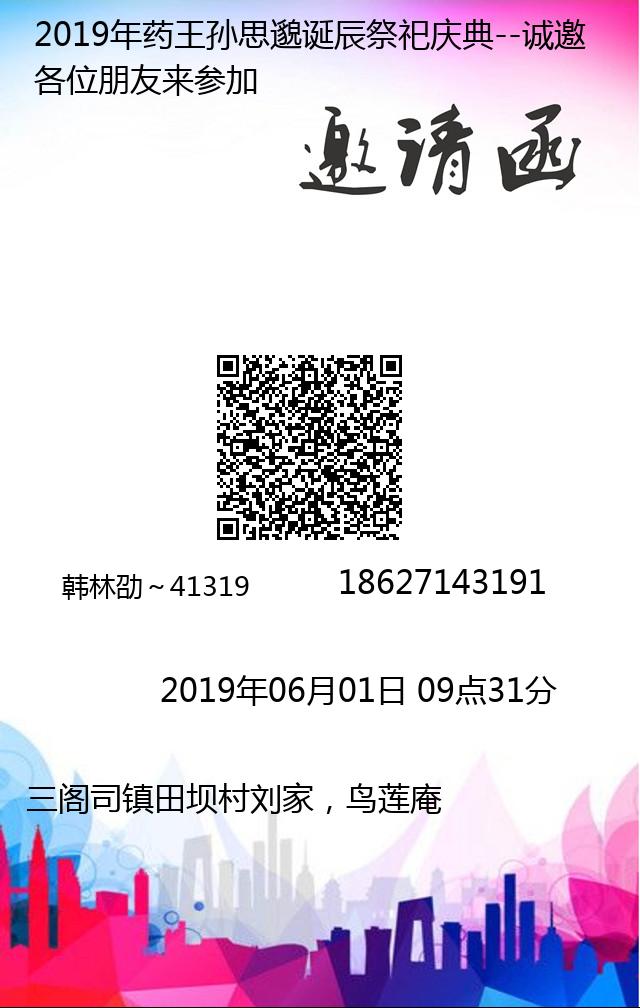 2019年药王孙思邈诞辰祭祀庆典--诚邀
各位朋友来参加
邀请函
韩林劭～41319
18627143191
2019年06月01日 09点31分
三阁司镇田坝村刘家，鸟莲庵